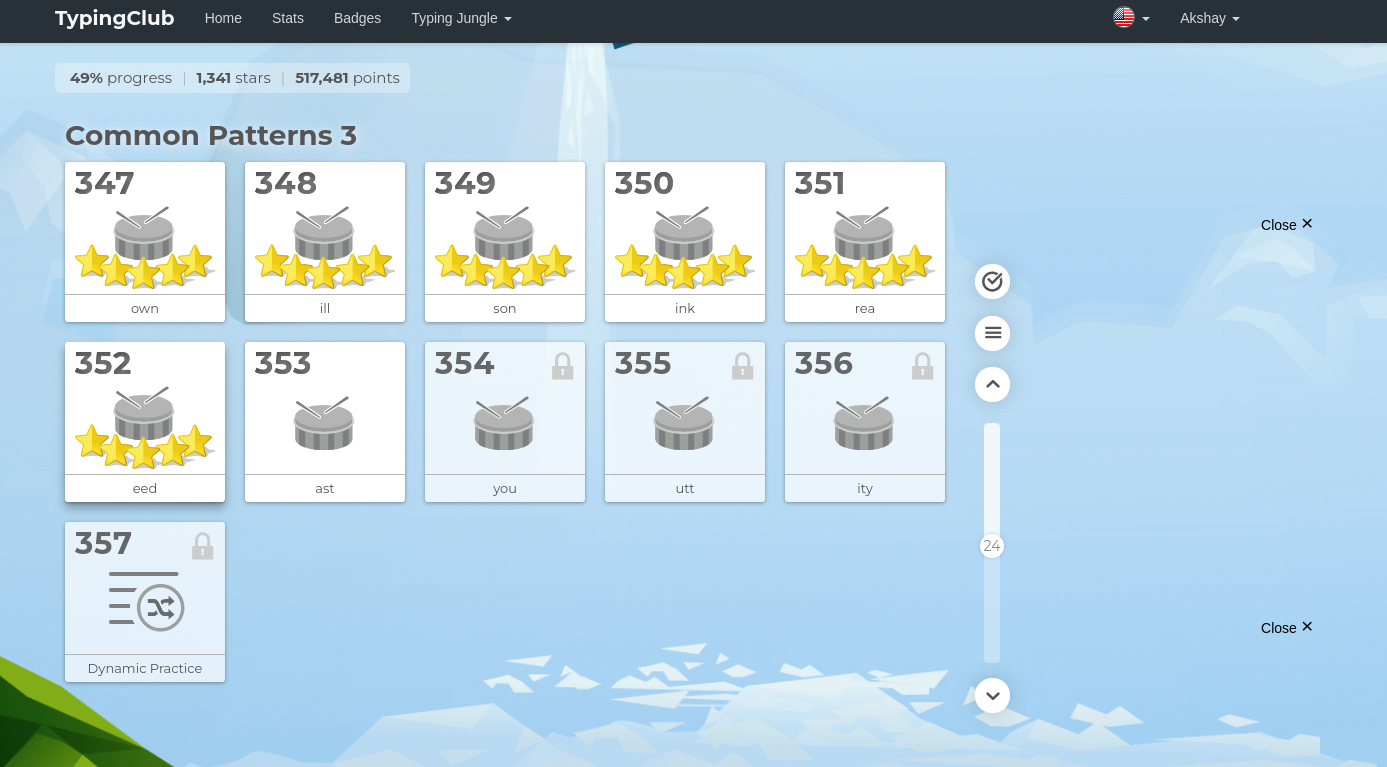 TypingClub Home Stats Badges Typing Jungle Akshay
49% progress | 1,341 stars | 517,481 points
Common Patterns 3
347 348 349 350 351
own ill son ink rea
Close ✕
352 353 354 355 356
eed ast you utt ity
357
24
Dynamic Practice
Close ✕